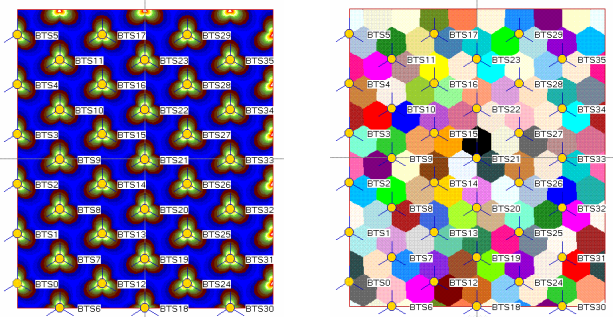 BTS5 BTS17 BTS29
BTS11 BTS23 BTS35
BTS4 BTS16 BTS28
BTS10 BTS22 BTS34
BTS3 BTS15 BTS27
BTS9 BTS21 BTS33
BTS2 BTS14 BTS26
BTS8 BTS20 BTS32
BTS1 BTS13 BTS25
BTS7 BTS19 BTS31
BTS0 BTS12 BTS24
BTS6 BTS18 BTS30
BTS5 BTS17 BTS29
BTS11 BTS23 BTS35
BTS4 BTS16 BTS28
BTS10 BTS22 BTS34
BTS3 BTS15 BTS27
BTS9 BTS21 BTS33
BTS2 BTS14 BTS26
BTS8 BTS20 BTS32
BTS1 BTS13 BTS25
BTS7 BTS19 BTS31
BTS0 BTS12 BTS24
BTS6 BTS18 BTS30